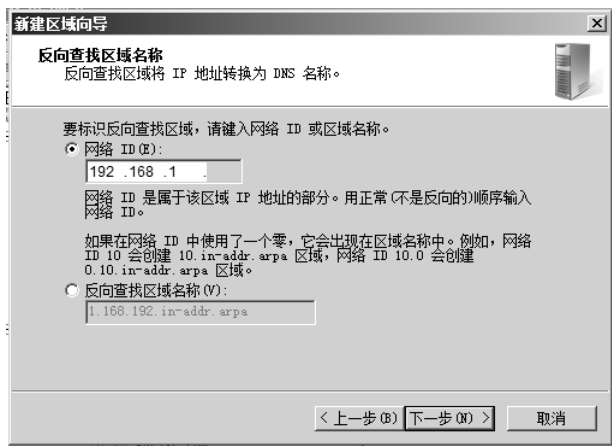 新建区域向导
反向查找区域名称
反向查找区域将 IP 地址转换为 DNS 名称。
要标识反向查找区域，请键入网络 ID 或区域名称。
网络 ID(E):
192 .168 .1 .
网络 ID 是属于该区域 IP 地址的部分。用正常(不是反向的)顺序输入
网络 ID。
如果在网络 ID 中使用了一个零，它会出现在区域名称中。例如，网络
ID 10 会创建 10.in-addr.arpa 区域，网络 ID 10.0 会创建
0.10.in-addr.arpa 区域。
反向查找区域名称(V):
1.168.192.in-addr.arpa
< 上一步(B) 下一步(N) > 取消